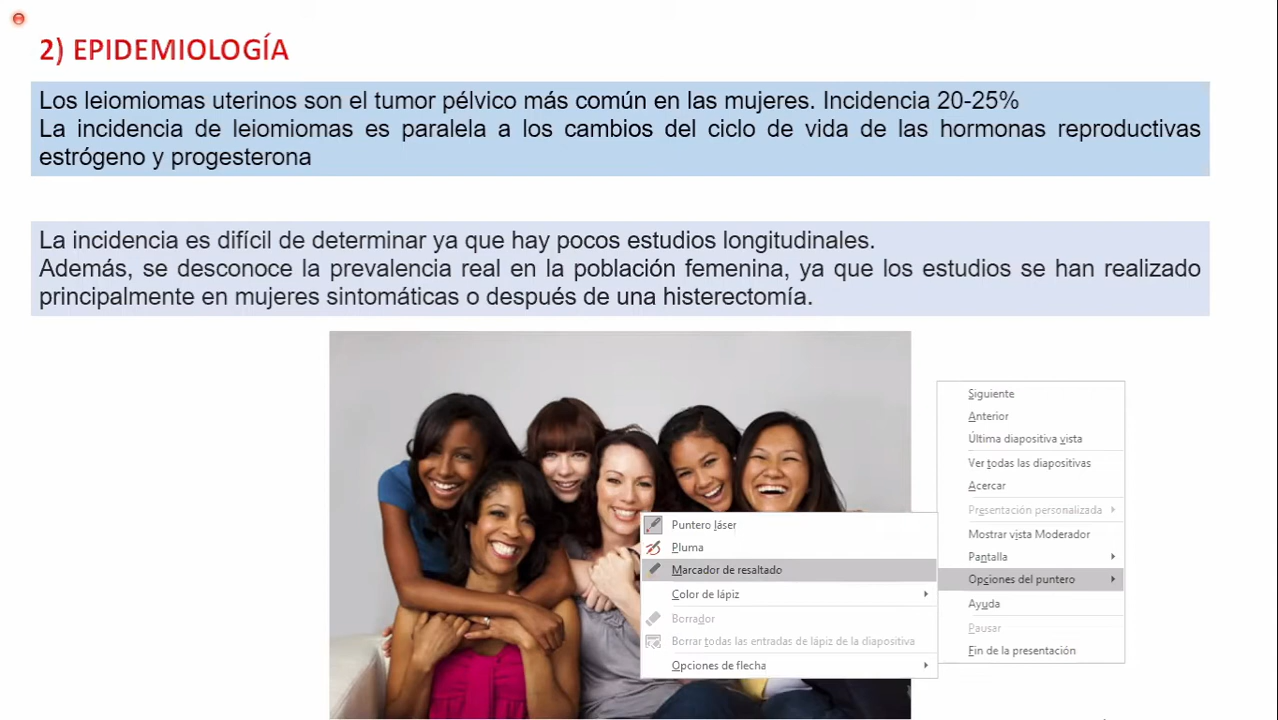 2) EPIDEMIOLOGÍA
Los leiomiomas uterinos son el tumor pélvico más común en las mujeres. Incidencia 20-25%
La incidencia de leiomiomas es paralela a los cambios del ciclo de vida de las hormonas reproductivas
estrógeno y progesterona
La incidencia es difícil de determinar ya que hay pocos estudios longitudinales.
Además, se desconoce la prevalencia real en la población femenina, ya que los estudios se han realizado
principalmente en mujeres sintomáticas o después de una histerectomía.
Siguiente
Anterior
Última diapositiva vista
Ver todas las diapositivas
Acercar
Presentación personalizada
Mostrar vista Moderador
Pantalla
Opciones del puntero
Ayuda
Pausar
Fin de la presentación
Puntero láser
Pluma
Marcador de resaltado
Color de lápiz
Borrador
Borrar todas las entradas de lápiz de la diapositiva
Opciones de flecha